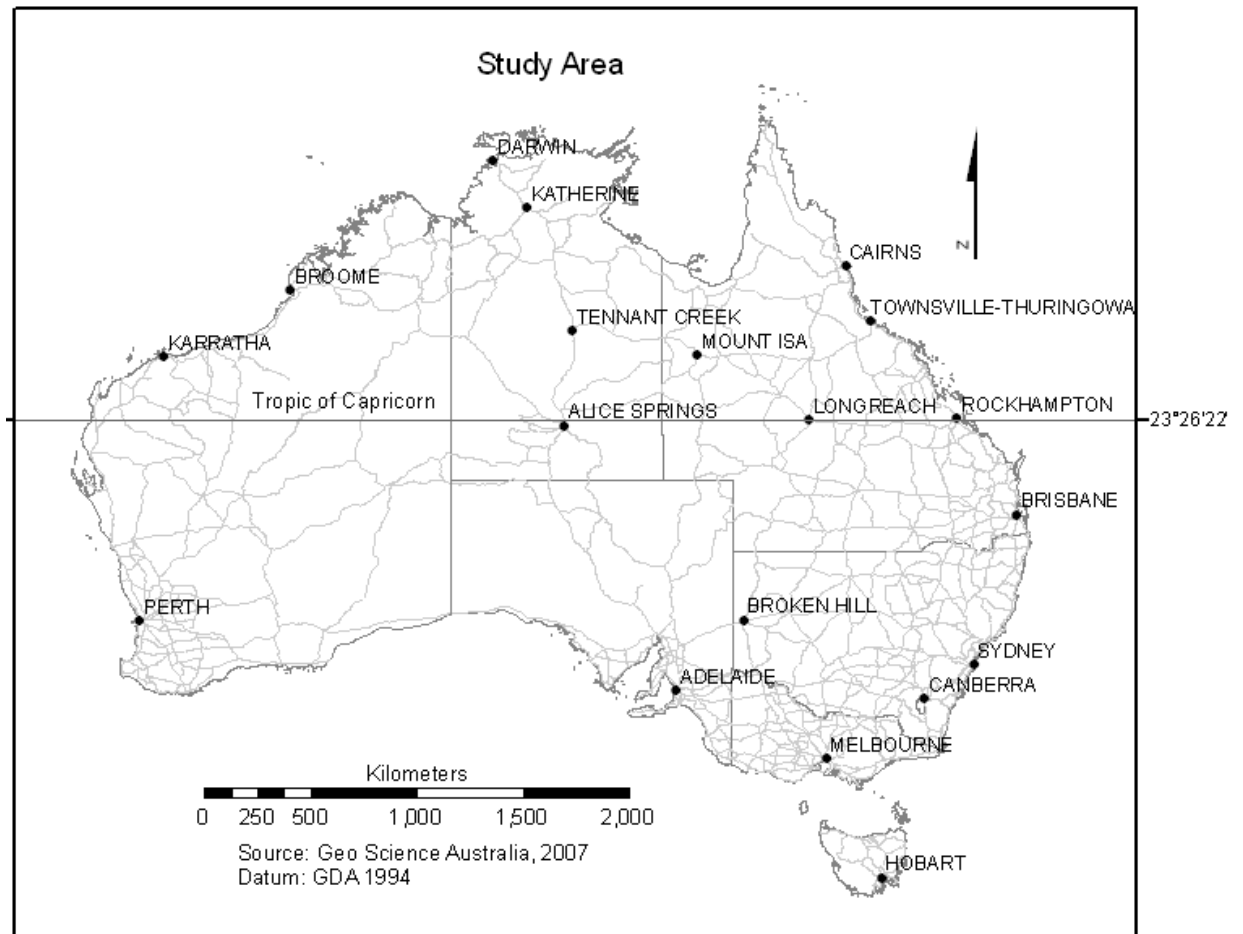 Study Area
DARWIN
KATHERINE
CAIRNS
BROOME
TOWNSVILLE-THURINGOWA
TENNANT CREEK
KARRATHA
MOUNT ISA
Tropic of Capricorn
ALICE SPRINGS
LONGREACH
ROCKHAMPTON
23°26'22
BRISBANE
PERTH
BROKEN HILL
SYDNEY
ADELAIDE
CANBERRA
MELBOURNE
Kilometers
0 250 500 1,000 1,500 2,000
Source: Geo Science Australia, 2007
Datum: GDA 1994
HOBART
N